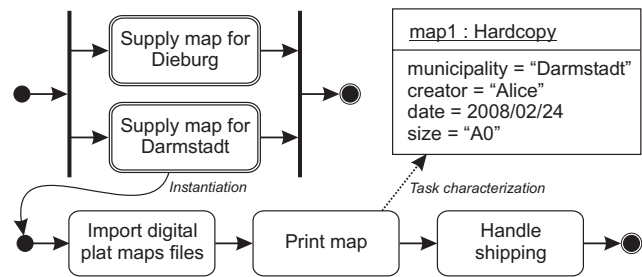 Supply map for
Dieburg
Supply map for
Darmstadt
map1 : Hardcopy
municipality = “Darmstadt”
creator = “Alice”
date = 2008/02/24
size = “A0”
Instantiation
Task characterization
Import digital
plat maps files
Print map
Handle
shipping